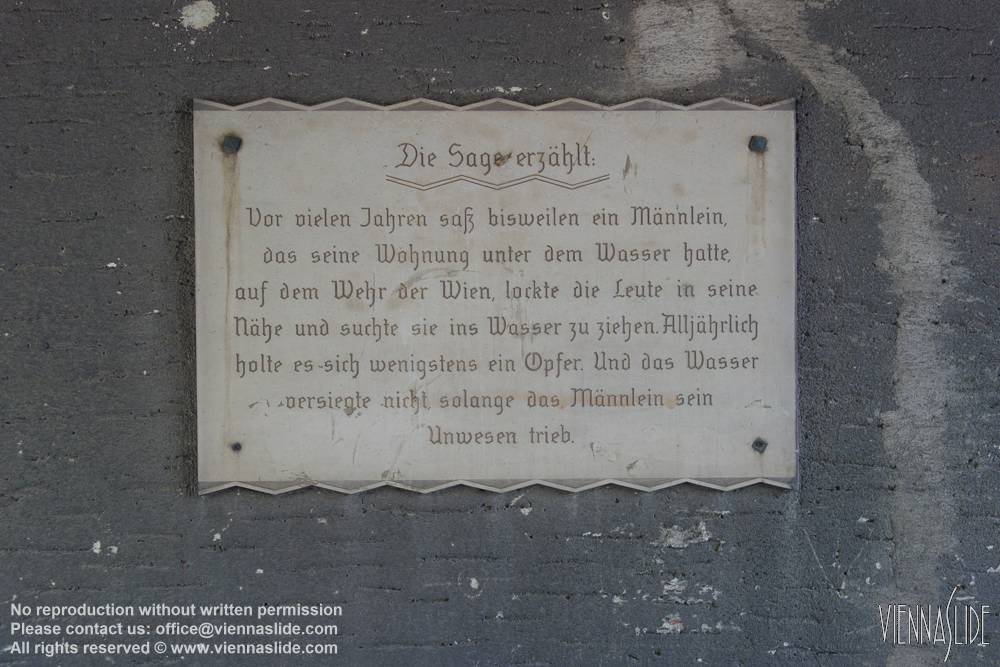 Die Sage erzählt:
Vor vielen Jahren saß bisweilen ein Männlein,
das seine Wohnung unter dem Wasser hatte,
auf dem Wehr der Wien, lockte die Leute in seine
Nähe und suchte sie ins Wasser zu ziehen. Alljährlich
holte es sich wenigstens ein Opfer. Und das Wasser
versiegte nicht, solange das Männlein sein
Unwesen trieb.
No reproduction without written permission
Please contact us: office@viennaslide.com
All rights reserved © www.viennaslide.com
VIENNASLIDE